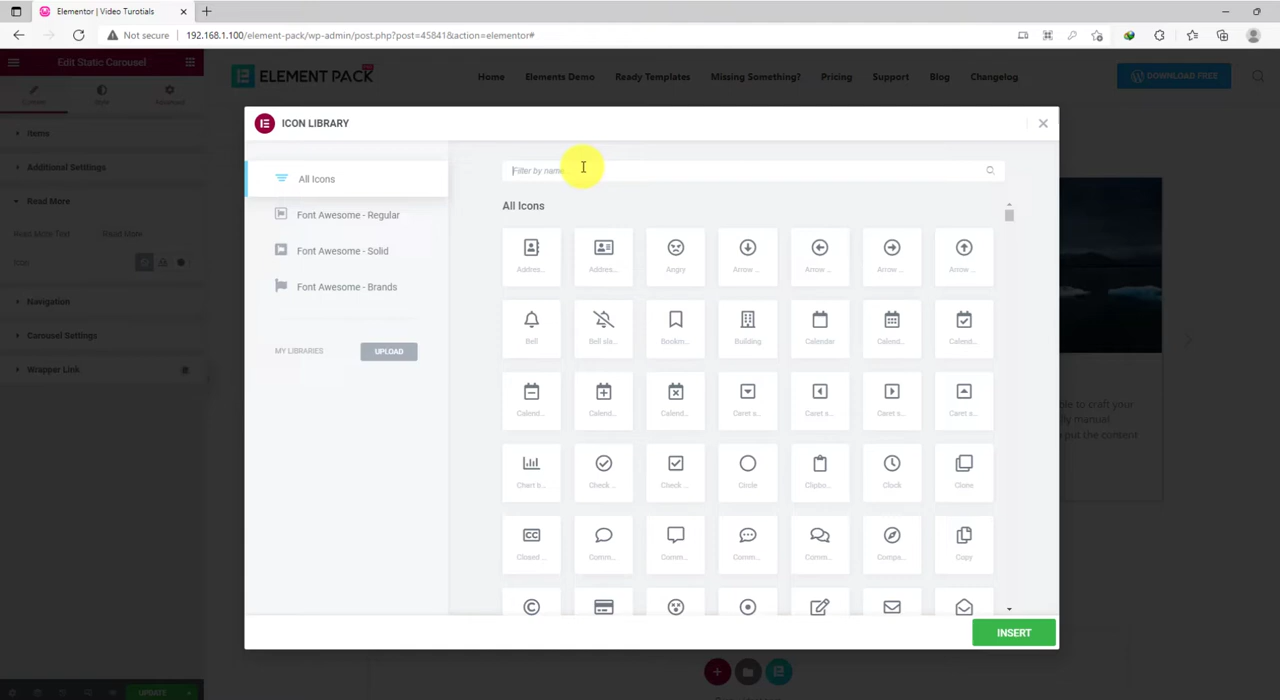 Elementor | Video Turotials
Not secure
192.168.1.100/element-pack/wp-admin/post.php?post=45841&action=elementor#
Edit Static Carousel
Content
Style
Advanced
Items
Additional Settings
Read More
Read More Text
Read More
Icon
Navigation
Carousel Settings
Wrapper Link
UPDATE
ELEMENT PACK
Home
Elements Demo
Ready Templates
Missing Something?
Pricing
Support
Blog
Changelog
DOWNLOAD FREE
ICON LIBRARY
All Icons
Font Awesome - Regular
Font Awesome - Solid
Font Awesome - Brands
MY LIBRARIES
UPLOAD
Filter by name...
All Icons
Addres...
Addres...
Angry
Arrow ...
Arrow ...
Arrow ...
Arrow ...
Bell
Bell sla...
Bookm...
Building
Calendar
Calend...
Calend...
Calend...
Calend...
Calend...
Caret s...
Caret s...
Caret s...
Caret s...
Chart b...
Check ...
Check ...
Circle
Clipbo...
Clock
Clone
Closed ...
Comm...
Comm...
Comm...
Comm...
Compa...
Copy
INSERT
ble to craft your
lly manual
put the content